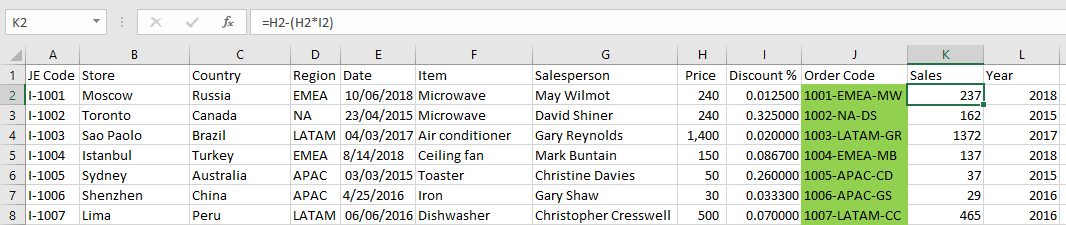 K2 fx =H2-(H2*I2)
A B C D E F G H I J K L
1 JE Code Store Country Region Date Item Salesperson Price Discount % Order Code Sales Year
2 I-1001 Moscow Russia EMEA 10/06/2018 Microwave May Wilmot 240 0.012500 1001-EMEA-MW 237 2018
3 I-1002 Toronto Canada NA 23/04/2015 Microwave David Shiner 240 0.325000 1002-NA-DS 162 2015
4 I-1003 Sao Paolo Brazil LATAM 04/03/2017 Air conditioner Gary Reynolds 1,400 0.020000 1003-LATAM-GR 1372 2017
5 I-1004 Istanbul Turkey EMEA 8/14/2018 Ceiling fan Mark Buntain 150 0.086700 1004-EMEA-MB 137 2018
6 I-1005 Sydney Australia APAC 03/03/2015 Toaster Christine Davies 50 0.260000 1005-APAC-CD 37 2015
7 I-1006 Shenzhen China APAC 4/25/2016 Iron Gary Shaw 30 0.033300 1006-APAC-GS 29 2016
8 I-1007 Lima Peru LATAM 06/06/2016 Dishwasher Christopher Cresswell 500 0.070000 1007-LATAM-CC 465 2016